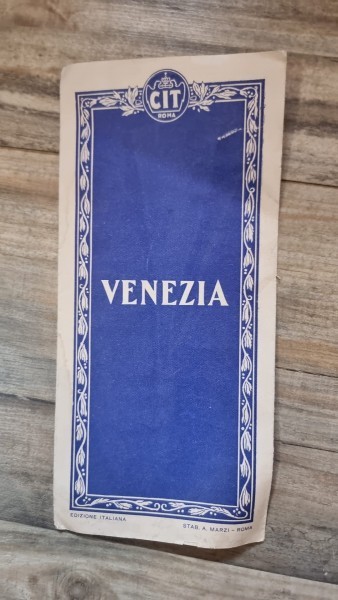 CIT
ROMA
VENEZIA
EDIZIONE ITALIANA
STAB. A. MARZI - ROMA